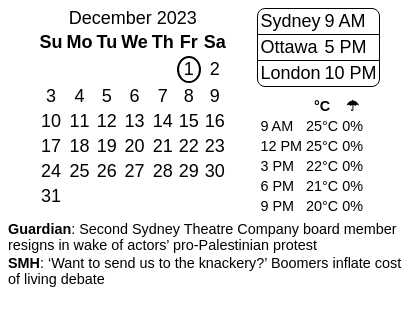 December 2023
Su Mo Tu We Th Fr Sa
1 2
3 4 5 6 7 8 9
10 11 12 13 14 15 16
17 18 19 20 21 22 23
24 25 26 27 28 29 30
31
Sydney 9 AM
Ottawa 5 PM
London 10 PM
°C ☂
9 AM 25°C 0%
12 PM 25°C 0%
3 PM 22°C 0%
6 PM 21°C 0%
9 PM 20°C 0%
Guardian: Second Sydney Theatre Company board member
resigns in wake of actors’ pro-Palestinian protest
SMH: ‘Want to send us to the knackery?’ Boomers inflate cost
of living debate